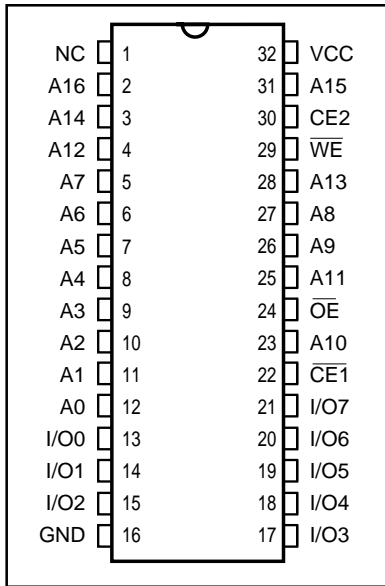 NC 1 32 VCC
A16 2 31 A15
A14 3 30 CE2
A12 4 29 W̅E̅
A7 5 28 A13
A6 6 27 A8
A5 7 26 A9
A4 8 25 A11
A3 9 24 O̅E̅
A2 10 23 A10
A1 11 22 C̅E̅1̅
A0 12 21 I/O7
I/O0 13 20 I/O6
I/O1 14 19 I/O5
I/O2 15 18 I/O4
GND 16 17 I/O3